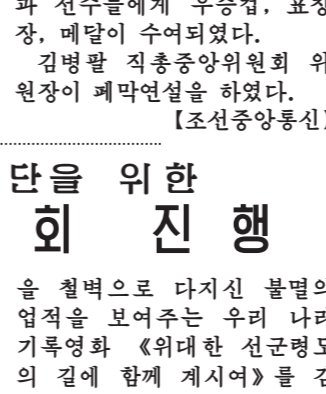 과 선수들에게 우승컵, 표창
장, 메달이 수여되였다.
김병팔 직총중앙위원회 위
원장이 폐막연설을 하였다.
【조선중앙통신】
단을 위한
회 진행
을 철벽으로 다지신 불멸의
업적을 보여주는 우리 나라
기록영화 《위대한 선군령도
의 길에 함께 계시여》를 감